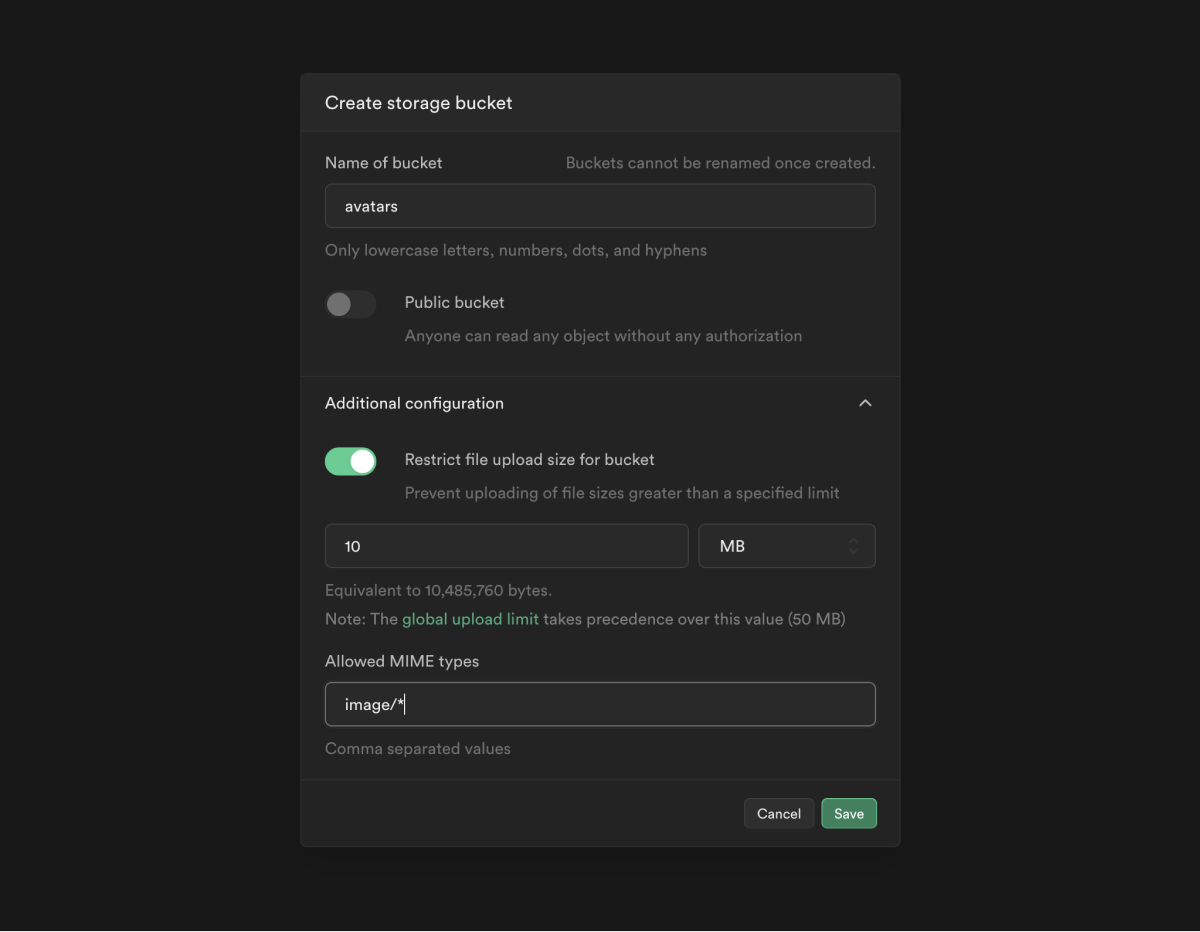 Create storage bucket
Name of bucket
Buckets cannot be renamed once created.
avatars
Only lowercase letters, numbers, dots, and hyphens
Public bucket
Anyone can read any object without any authorization
Additional configuration
Restrict file upload size for bucket
Prevent uploading of file sizes greater than a specified limit
10
MB
Equivalent to 10,485,760 bytes.
Note: The global upload limit takes precedence over this value (50 MB)
Allowed MIME types
image/*
Comma separated values
Cancel
Save